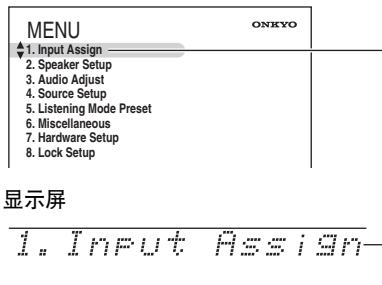 MENU
ONKYO
1. Input Assign
2. Speaker Setup
3. Audio Adjust
4. Source Setup
5. Listening Mode Preset
6. Miscellaneous
7. Hardware Setup
8. Lock Setup
显示屏
1.Input Assign